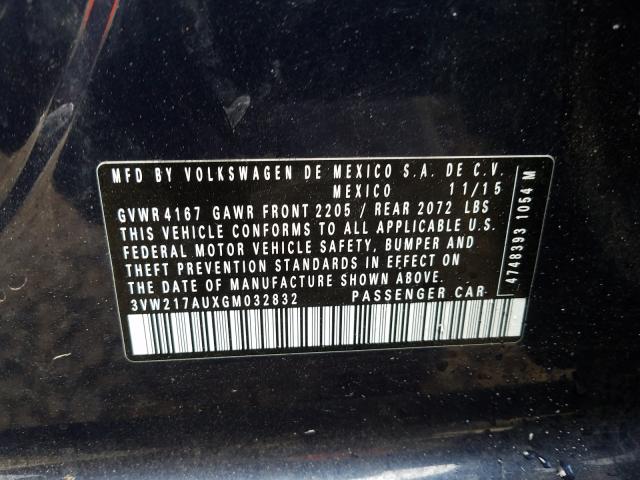 MFD BY VOLKSWAGEN DE MEXICO S.A. DE C.V.
MEXICO 11/15
GVWR 4167 GAWR FRONT 2205 / REAR 2072 LBS
THIS VEHICLE CONFORMS TO ALL APPLICABLE U.S.
FEDERAL MOTOR VEHICLE SAFETY, BUMPER AND
THEFT PREVENTION STANDARDS IN EFFECT ON
THE DATE OF MANUFACTURE SHOWN ABOVE.
3VW217AUXGM032832 PASSENGER CAR
4748393 1054 M